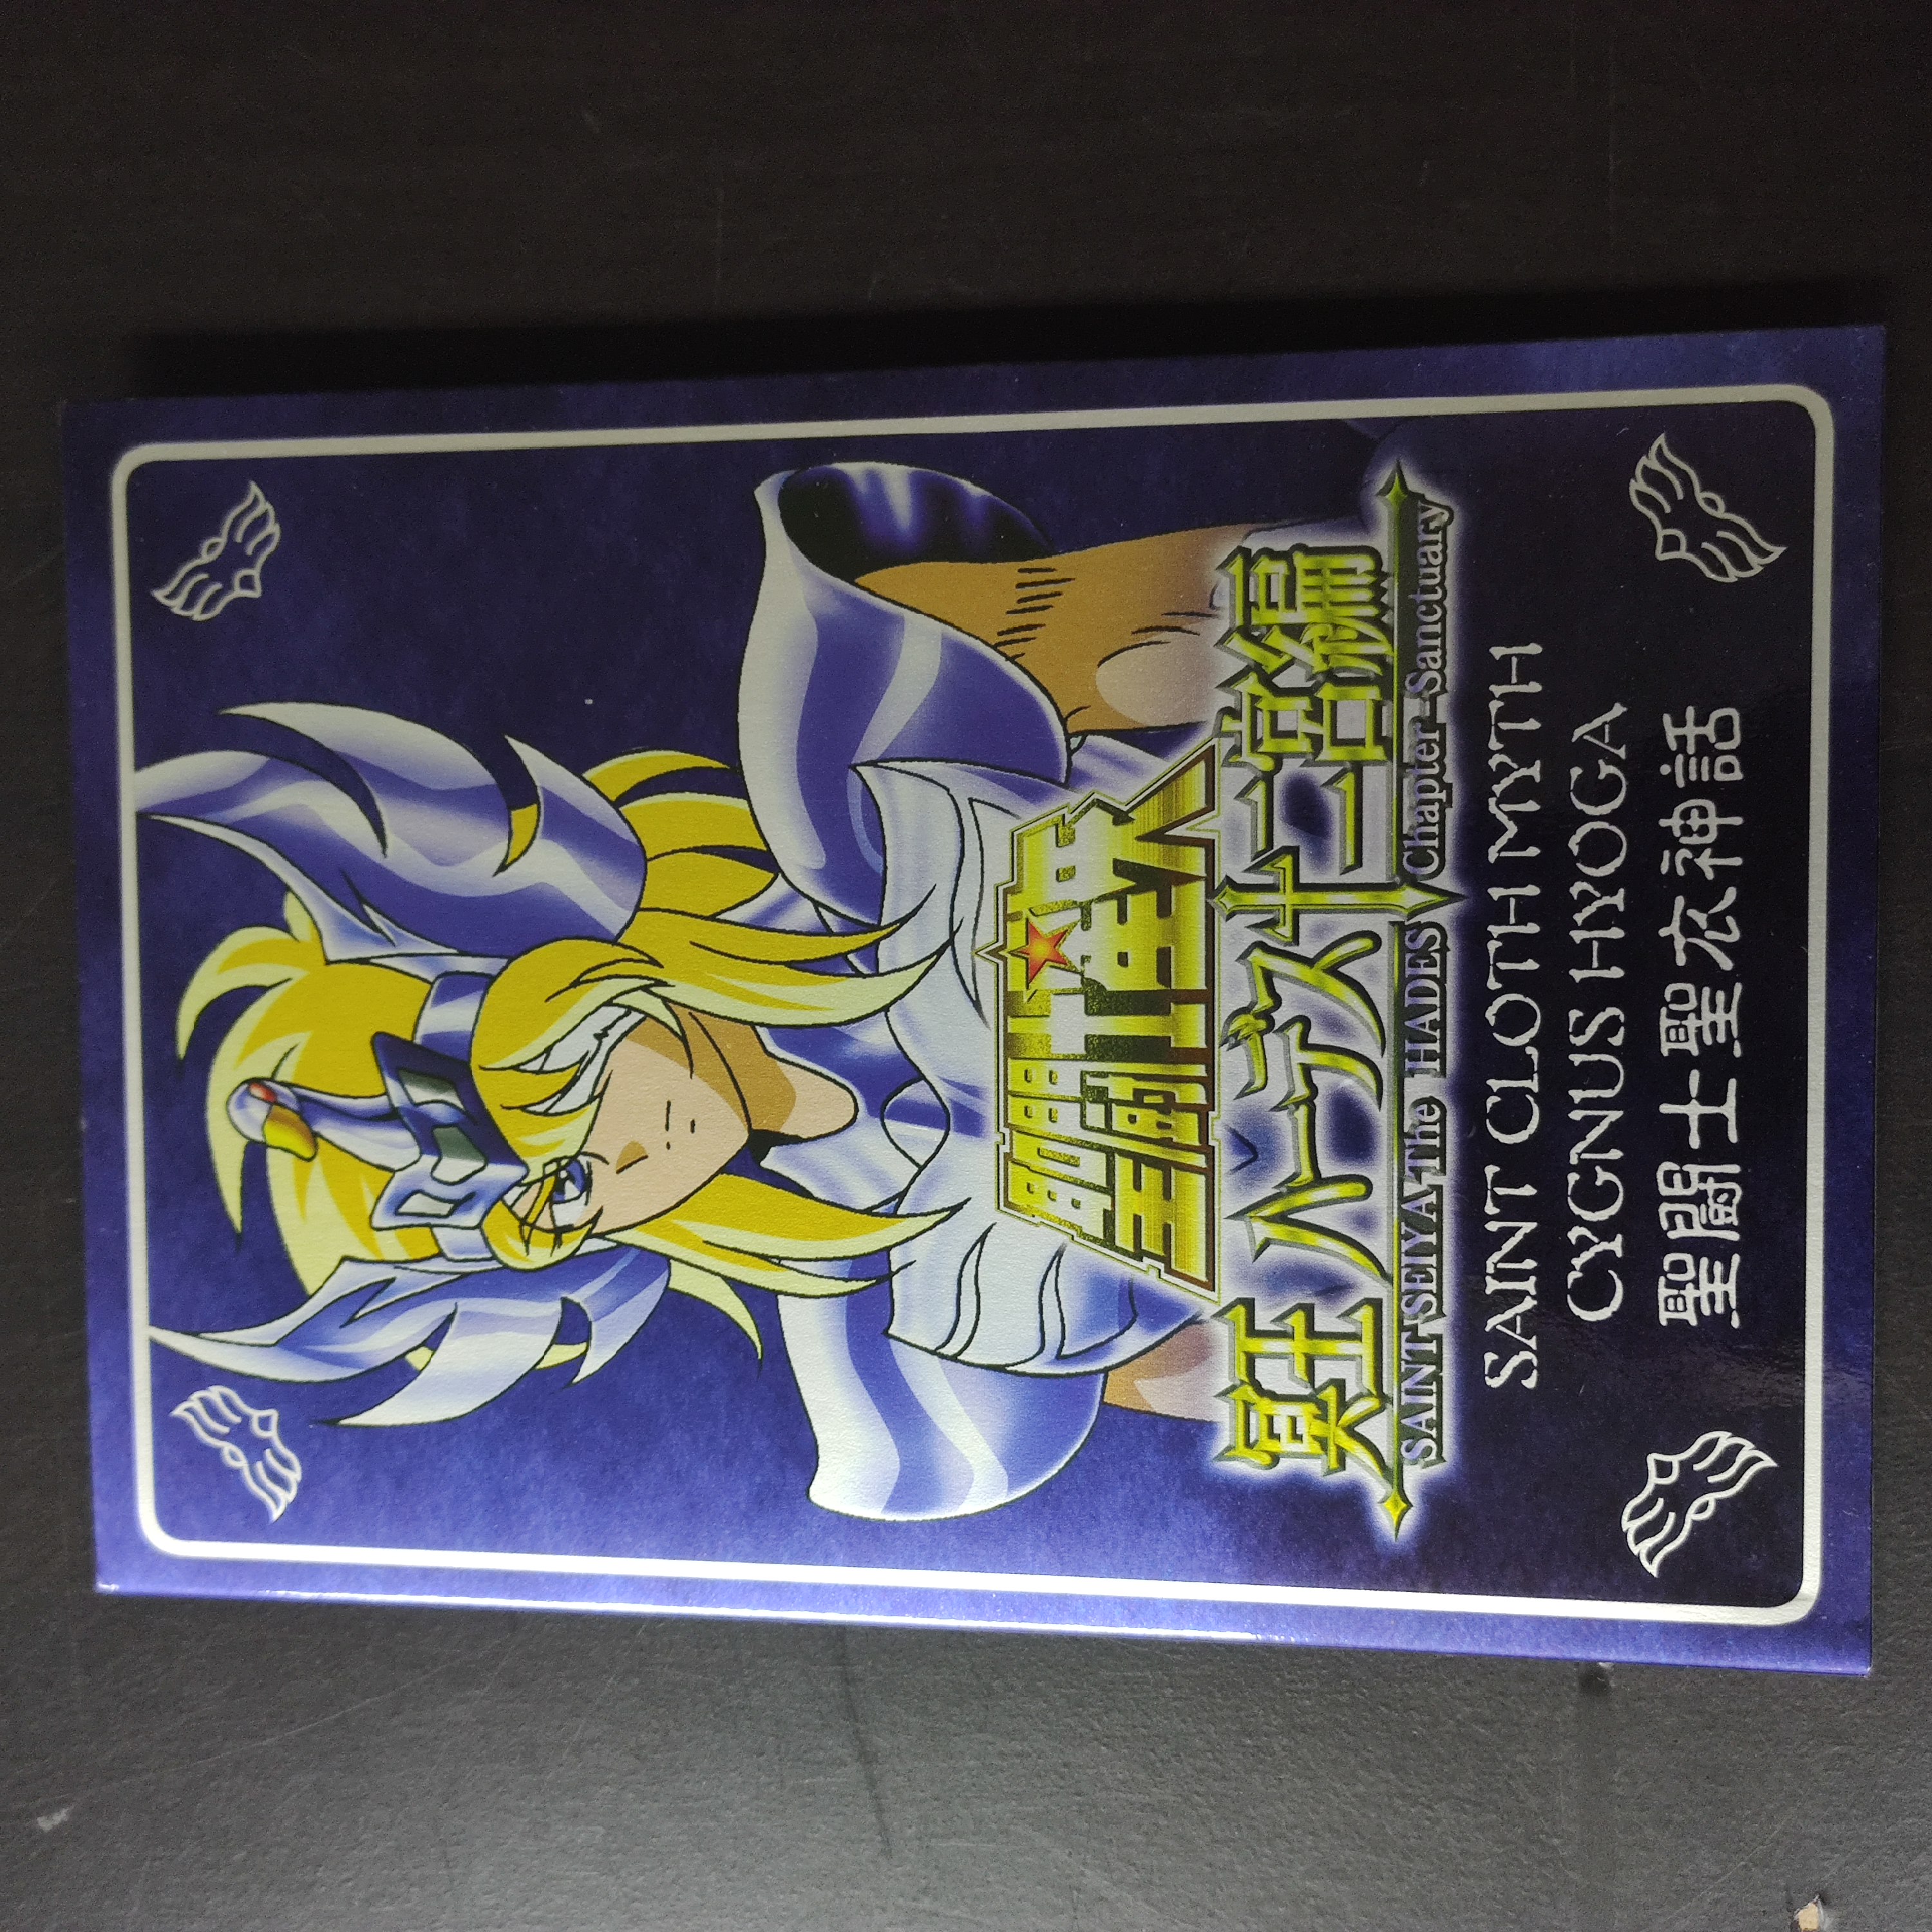 聖闘士星矢
冥王ハーデス十二宮編
SAINT SEIYA The HADES Chapter-Sanctuary
SAINT CLOTH MYTH
CYGNUS HYOGA
聖闘士聖衣神話